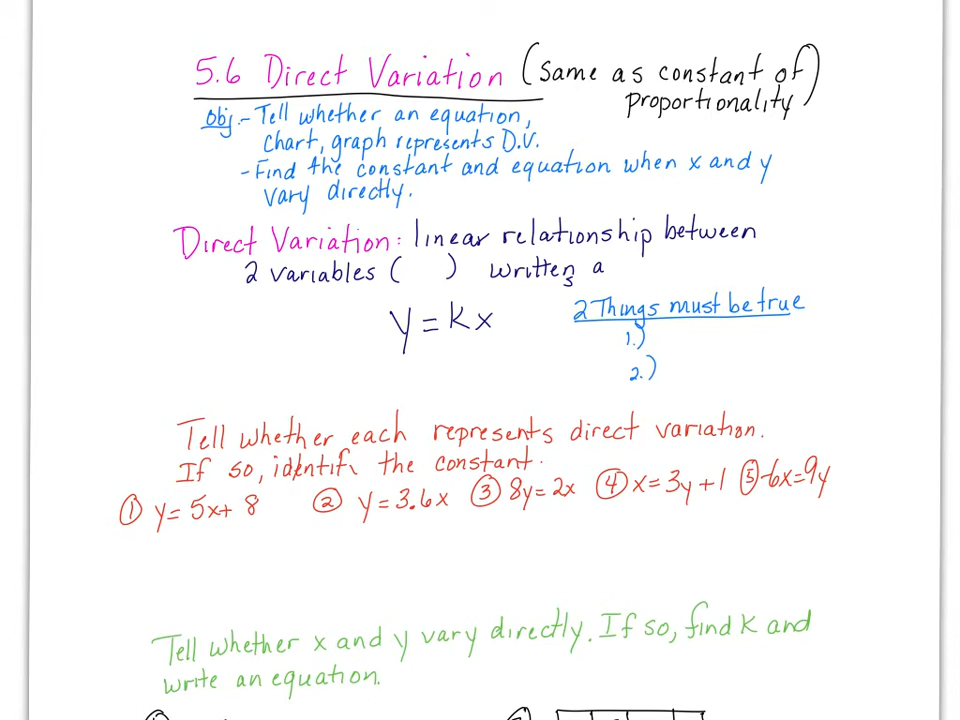 5.6 Direct Variation (same as constant of
proportionality)
Obj.- Tell whether an equation,
chart, graph represents D.V.
- Find the constant and equation when x and y
vary directly.
Direct Variation: linear relationship between
2 variables (    ) writtens a
y = kx
2 Things must be true
1.)
2.)
Tell whether each represents direct variation.
If so, identif the constant.
① y = 5x + 8 ② y = 3.6x ③ 8y = 2x ④ x = 3y + 1 ⑤ -6x = 9y
Tell whether x and y vary directly. If so, find k and
write an equation.